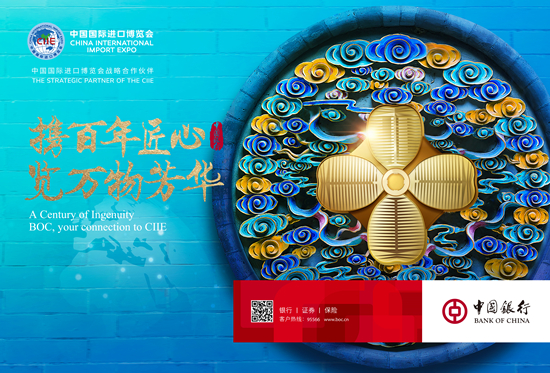 CIIE
中国国际进口博览会
CHINA INTERNATIONAL
IMPORT EXPO
中国国际进口博览会战略合作伙伴
THE STRATEGIC PARTNER OF THE CIIE
携百年匠心
览万物芳华
A Century of Ingenuity
BOC, your connection to CIIE
银行 | 证券 | 保险
客户热线：95566 www.boc.cn
中国银行
BANK OF CHINA